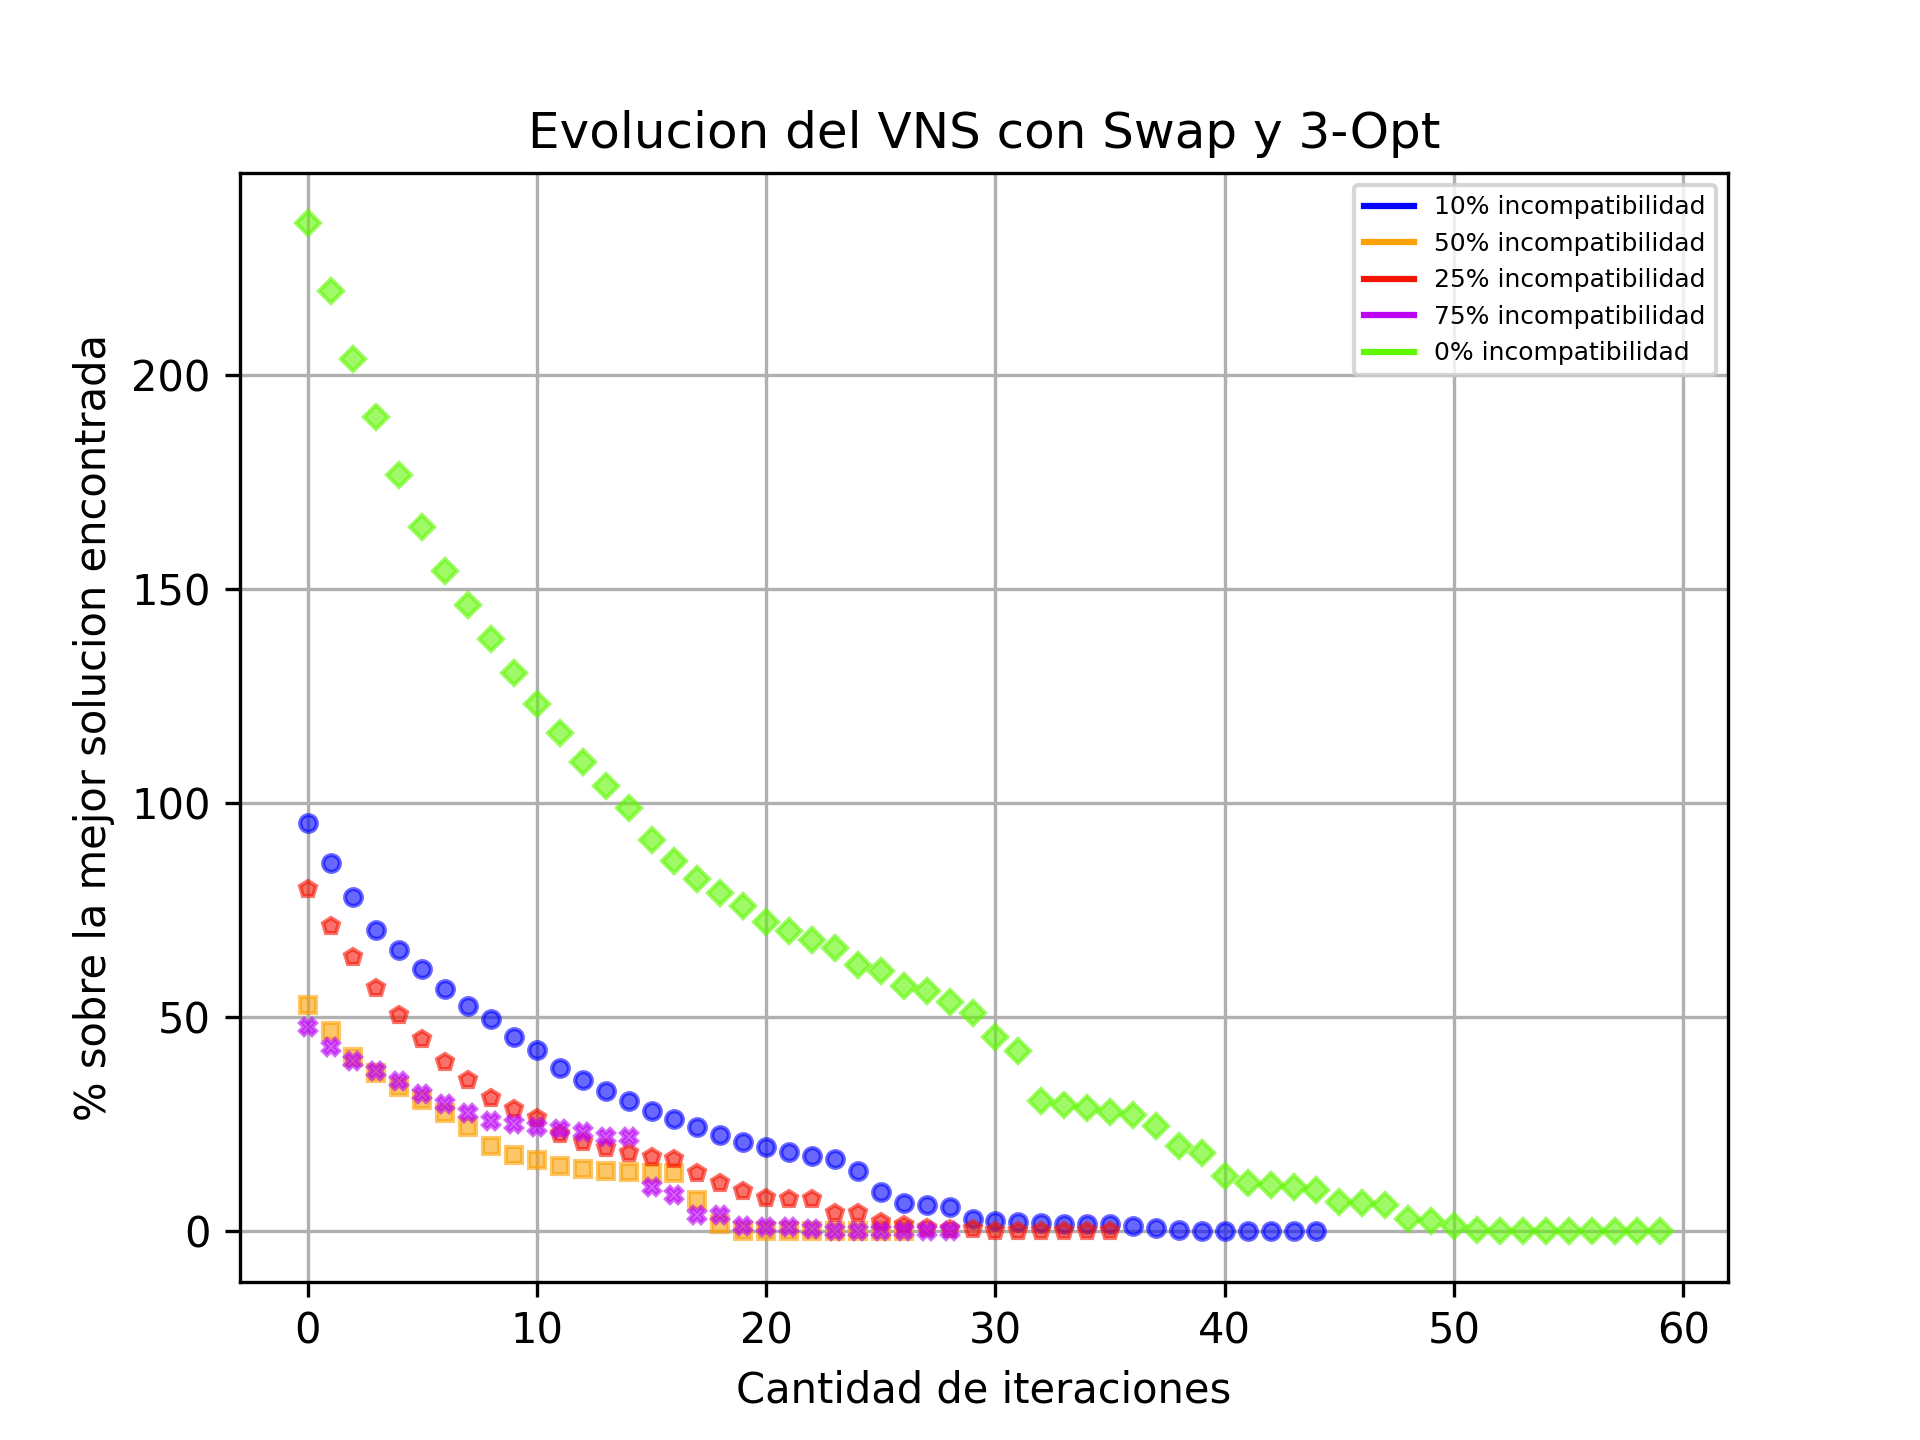 Evolucion del VNS con Swap y 3-Opt
10% incompatibilidad
50% incompatibilidad
25% incompatibilidad
75% incompatibilidad
0% incompatibilidad
% sobre la mejor solucion encontrada
200
150
100
50
0
0 10 20 30 40 50 60
Cantidad de iteraciones